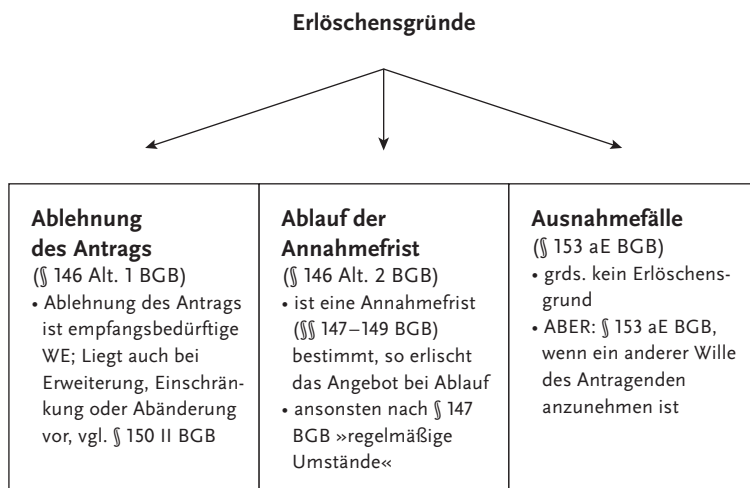 Erlöschensgründe
Ablehnung
des Antrags
(§ 146 Alt. 1 BGB)
• Ablehnung des Antrags
ist empfangsbedürftige
WE; Liegt auch bei
Erweiterung, Einschrän-
kung oder Abänderung
vor, vgl. § 150 II BGB
Ablauf der
Annahmefrist
(§ 146 Alt. 2 BGB)
• ist eine Annahmefrist
(§§ 147–149 BGB)
bestimmt, so erlischt
das Angebot bei Ablauf
• ansonsten nach § 147
BGB »regelmäßige
Umstände«
Ausnahmefälle
(§ 153 aE BGB)
• grds. kein Erlöschens-
grund
• ABER: § 153 aE BGB,
wenn ein anderer Wille
des Antragenden
anzunehmen ist